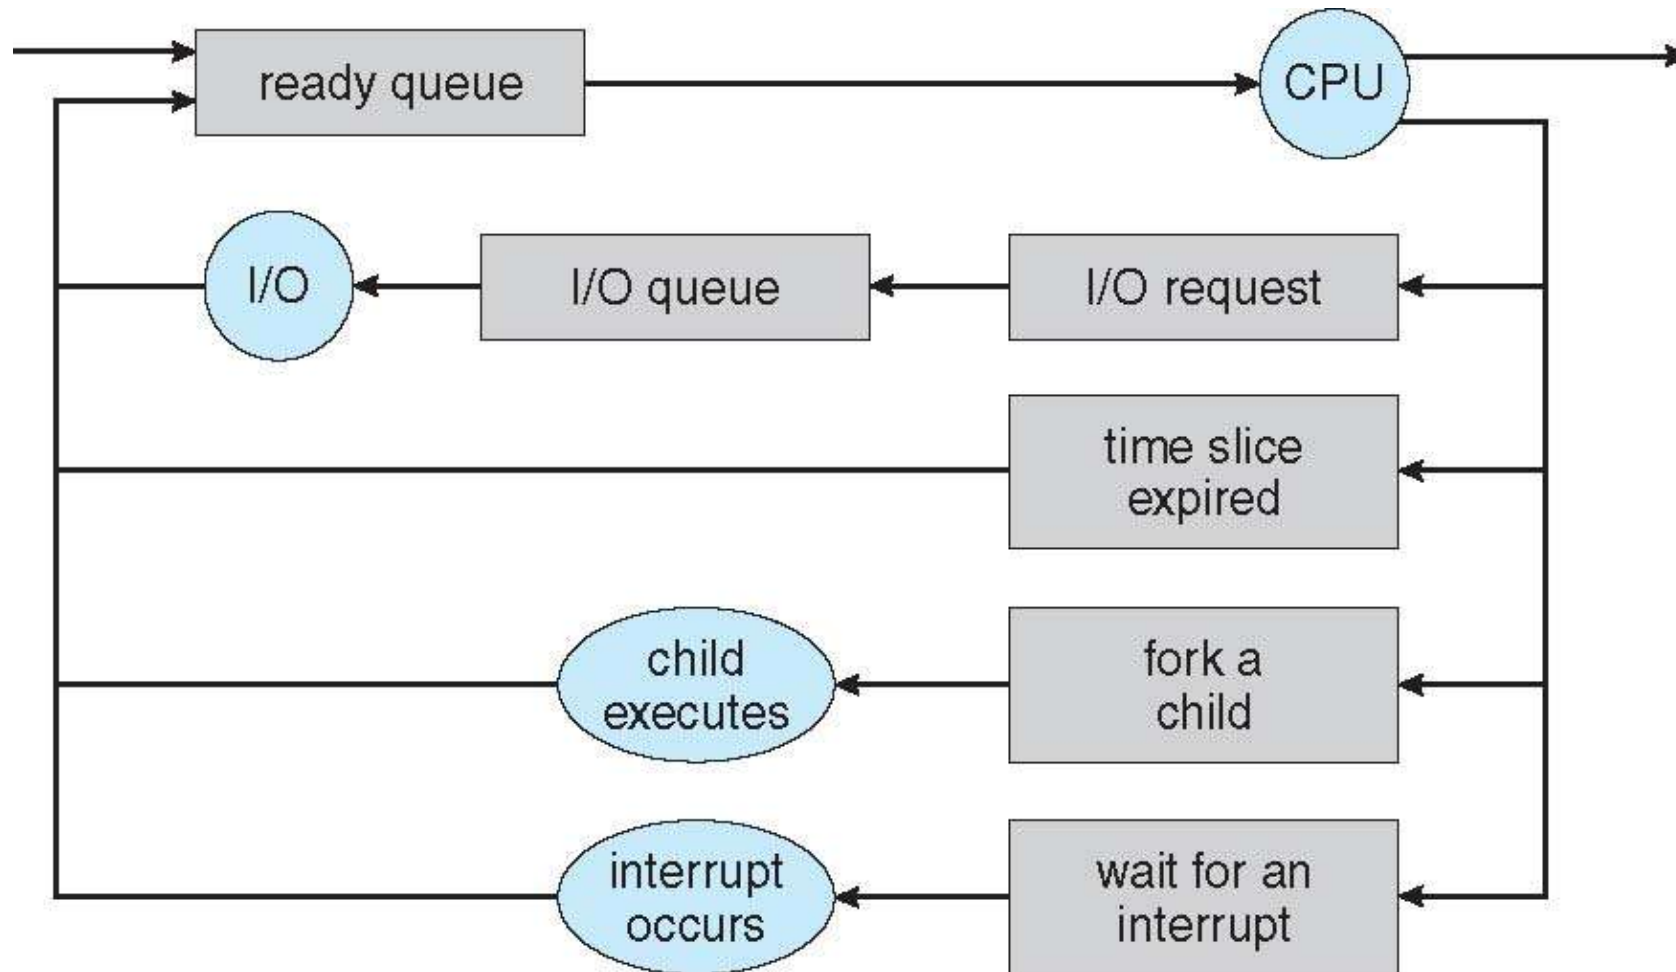 ready queue
CPU
I/O
I/O queue
I/O request
time slice
expired
child
executes
fork a
child
interrupt
occurs
wait for an
interrupt